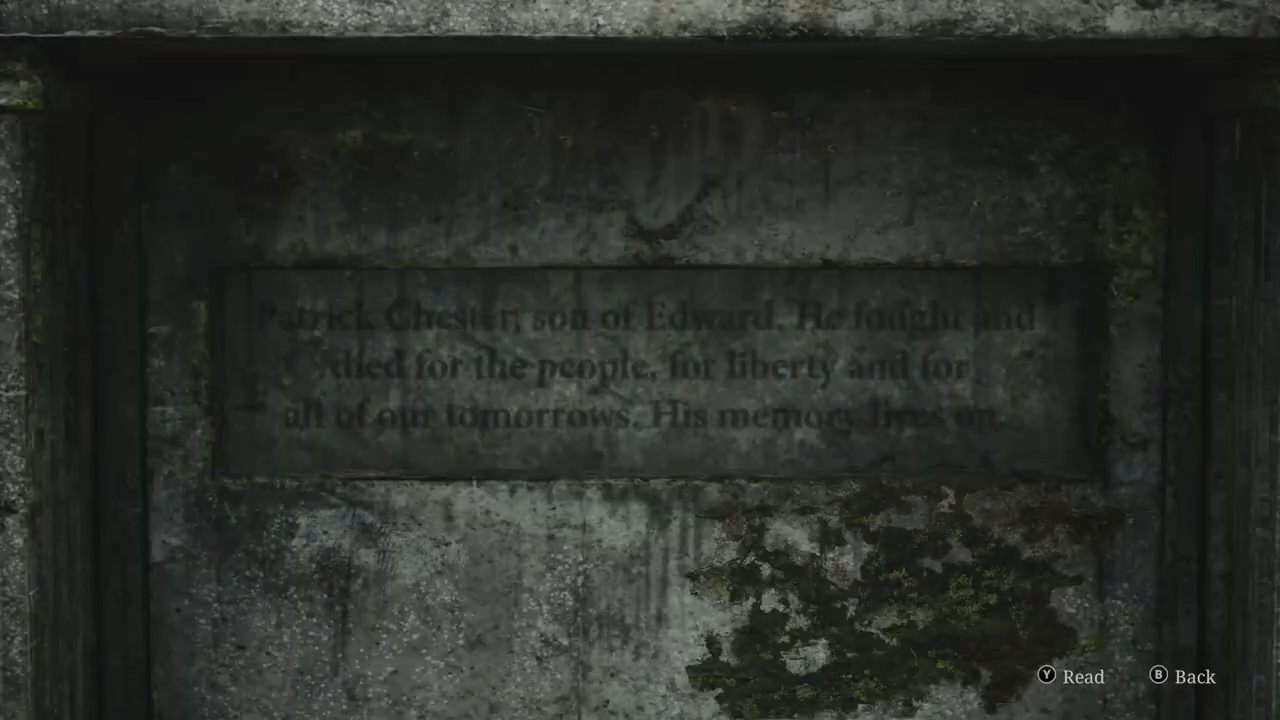 Patrick Chester, son of Edward. He fought and
died for the people, for liberty and for
all of our tomorrows. His memory lives on.
Y Read B Back